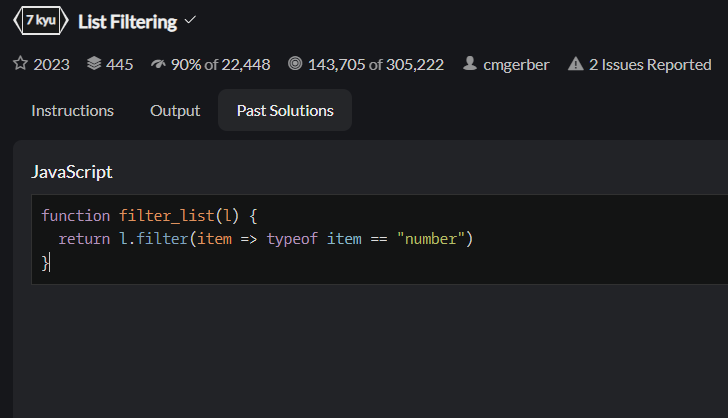 7 kyu List Filtering
2023 445 90% of 22,448 143,705 of 305,222 cmgerber 2 Issues Reported
Instructions Output Past Solutions
JavaScript
function filter_list(l) {
  return l.filter(item => typeof item == "number")
}